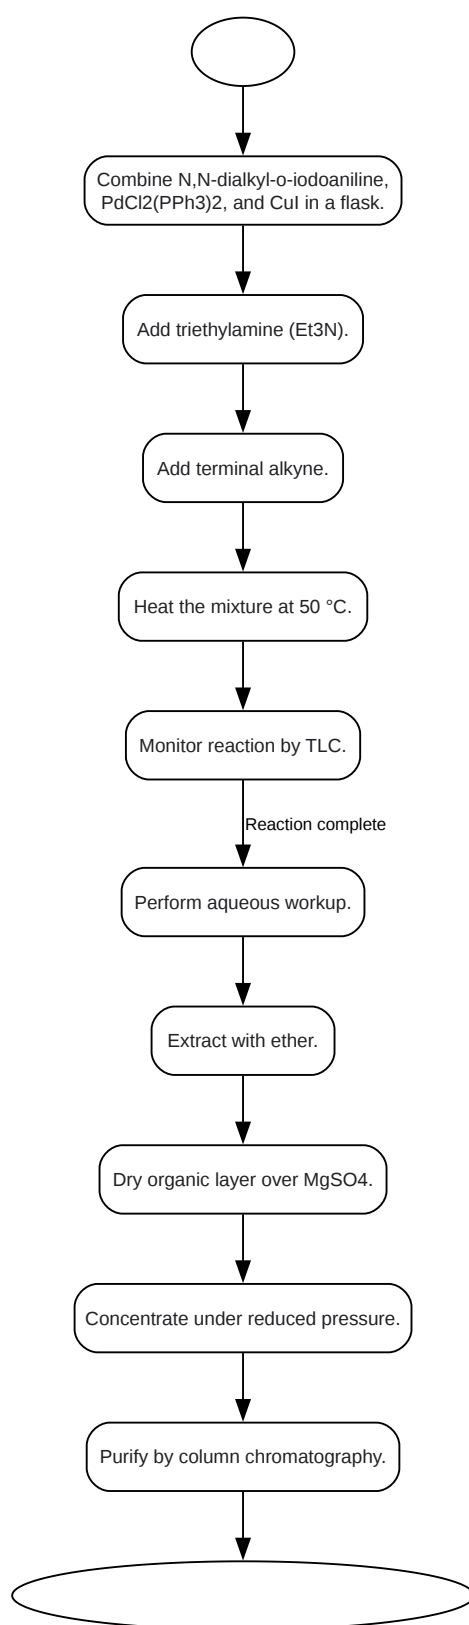 Combine N,N-dialkyl-o-iodoaniline,
PdCl2(PPh3)2, and CuI in a flask.
Add triethylamine (Et3N).
Add terminal alkyne.
Heat the mixture at 50 °C.
Monitor reaction by TLC.
Reaction complete
Perform aqueous workup.
Extract with ether.
Dry organic layer over MgSO4.
Concentrate under reduced pressure.
Purify by column chromatography.